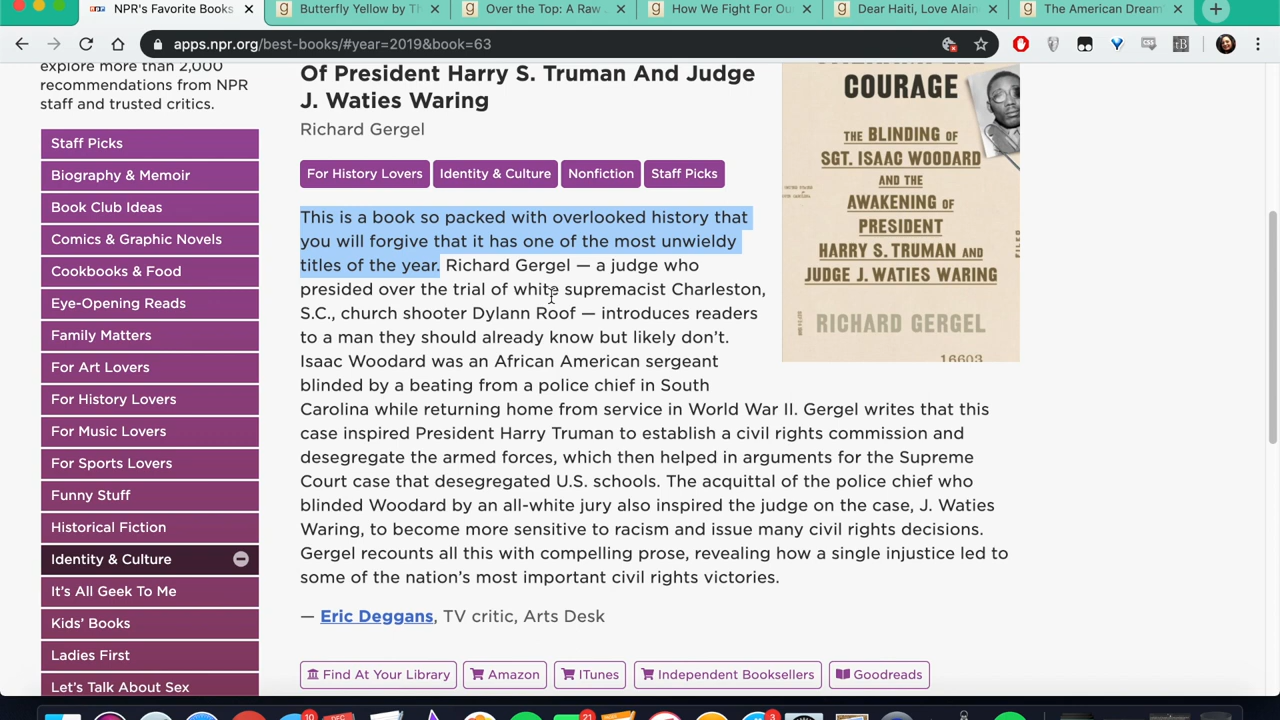 NPR's Favorite Books
Butterfly Yellow by Th
Over the Top: A Raw
How We Fight For Ou
Dear Haiti, Love Alain
The American Dream
apps.npr.org/best-books/#year=2019&book=63
explore more than 2,000
recommendations from NPR
staff and trusted critics.
Staff Picks
Biography & Memoir
Book Club Ideas
Comics & Graphic Novels
Cookbooks & Food
Eye-Opening Reads
Family Matters
For Art Lovers
For History Lovers
For Music Lovers
For Sports Lovers
Funny Stuff
Historical Fiction
Identity & Culture
It's All Geek To Me
Kids' Books
Ladies First
Let's Talk About Sex
Of President Harry S. Truman And Judge
J. Waties Waring
Richard Gergel
For History Lovers Identity & Culture Nonfiction Staff Picks
This is a book so packed with overlooked history that
you will forgive that it has one of the most unwieldy
titles of the year. Richard Gergel — a judge who
presided over the trial of white supremacist Charleston,
S.C., church shooter Dylann Roof — introduces readers
to a man they should already know but likely don't.
Isaac Woodard was an African American sergeant
blinded by a beating from a police chief in South
Carolina while returning home from service in World War II. Gergel writes that this
case inspired President Harry Truman to establish a civil rights commission and
desegregate the armed forces, which then helped in arguments for the Supreme
Court case that desegregated U.S. schools. The acquittal of the police chief who
blinded Woodard by an all-white jury also inspired the judge on the case, J. Waties
Waring, to become more sensitive to racism and issue many civil rights decisions.
Gergel recounts all this with compelling prose, revealing how a single injustice led to
some of the nation's most important civil rights victories.
— Eric Deggans, TV critic, Arts Desk
Find At Your Library Amazon ITunes Independent Booksellers Goodreads
COURAGE
THE BLINDING OF
SGT. ISAAC WOODARD
AND THE
AWAKENING OF
PRESIDENT
HARRY S. TRUMAN AND
JUDGE J. WATIES WARING
RICHARD GERGEL
16603
10
DEC
21
3